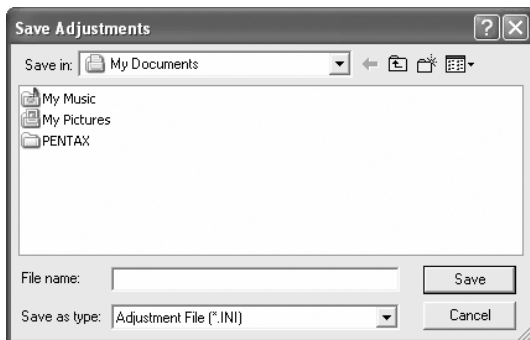 Save Adjustments
Save in: My Documents
My Music
My Pictures
PENTAX
File name:
Save
Save as type: Adjustment File (*.INI)
Cancel